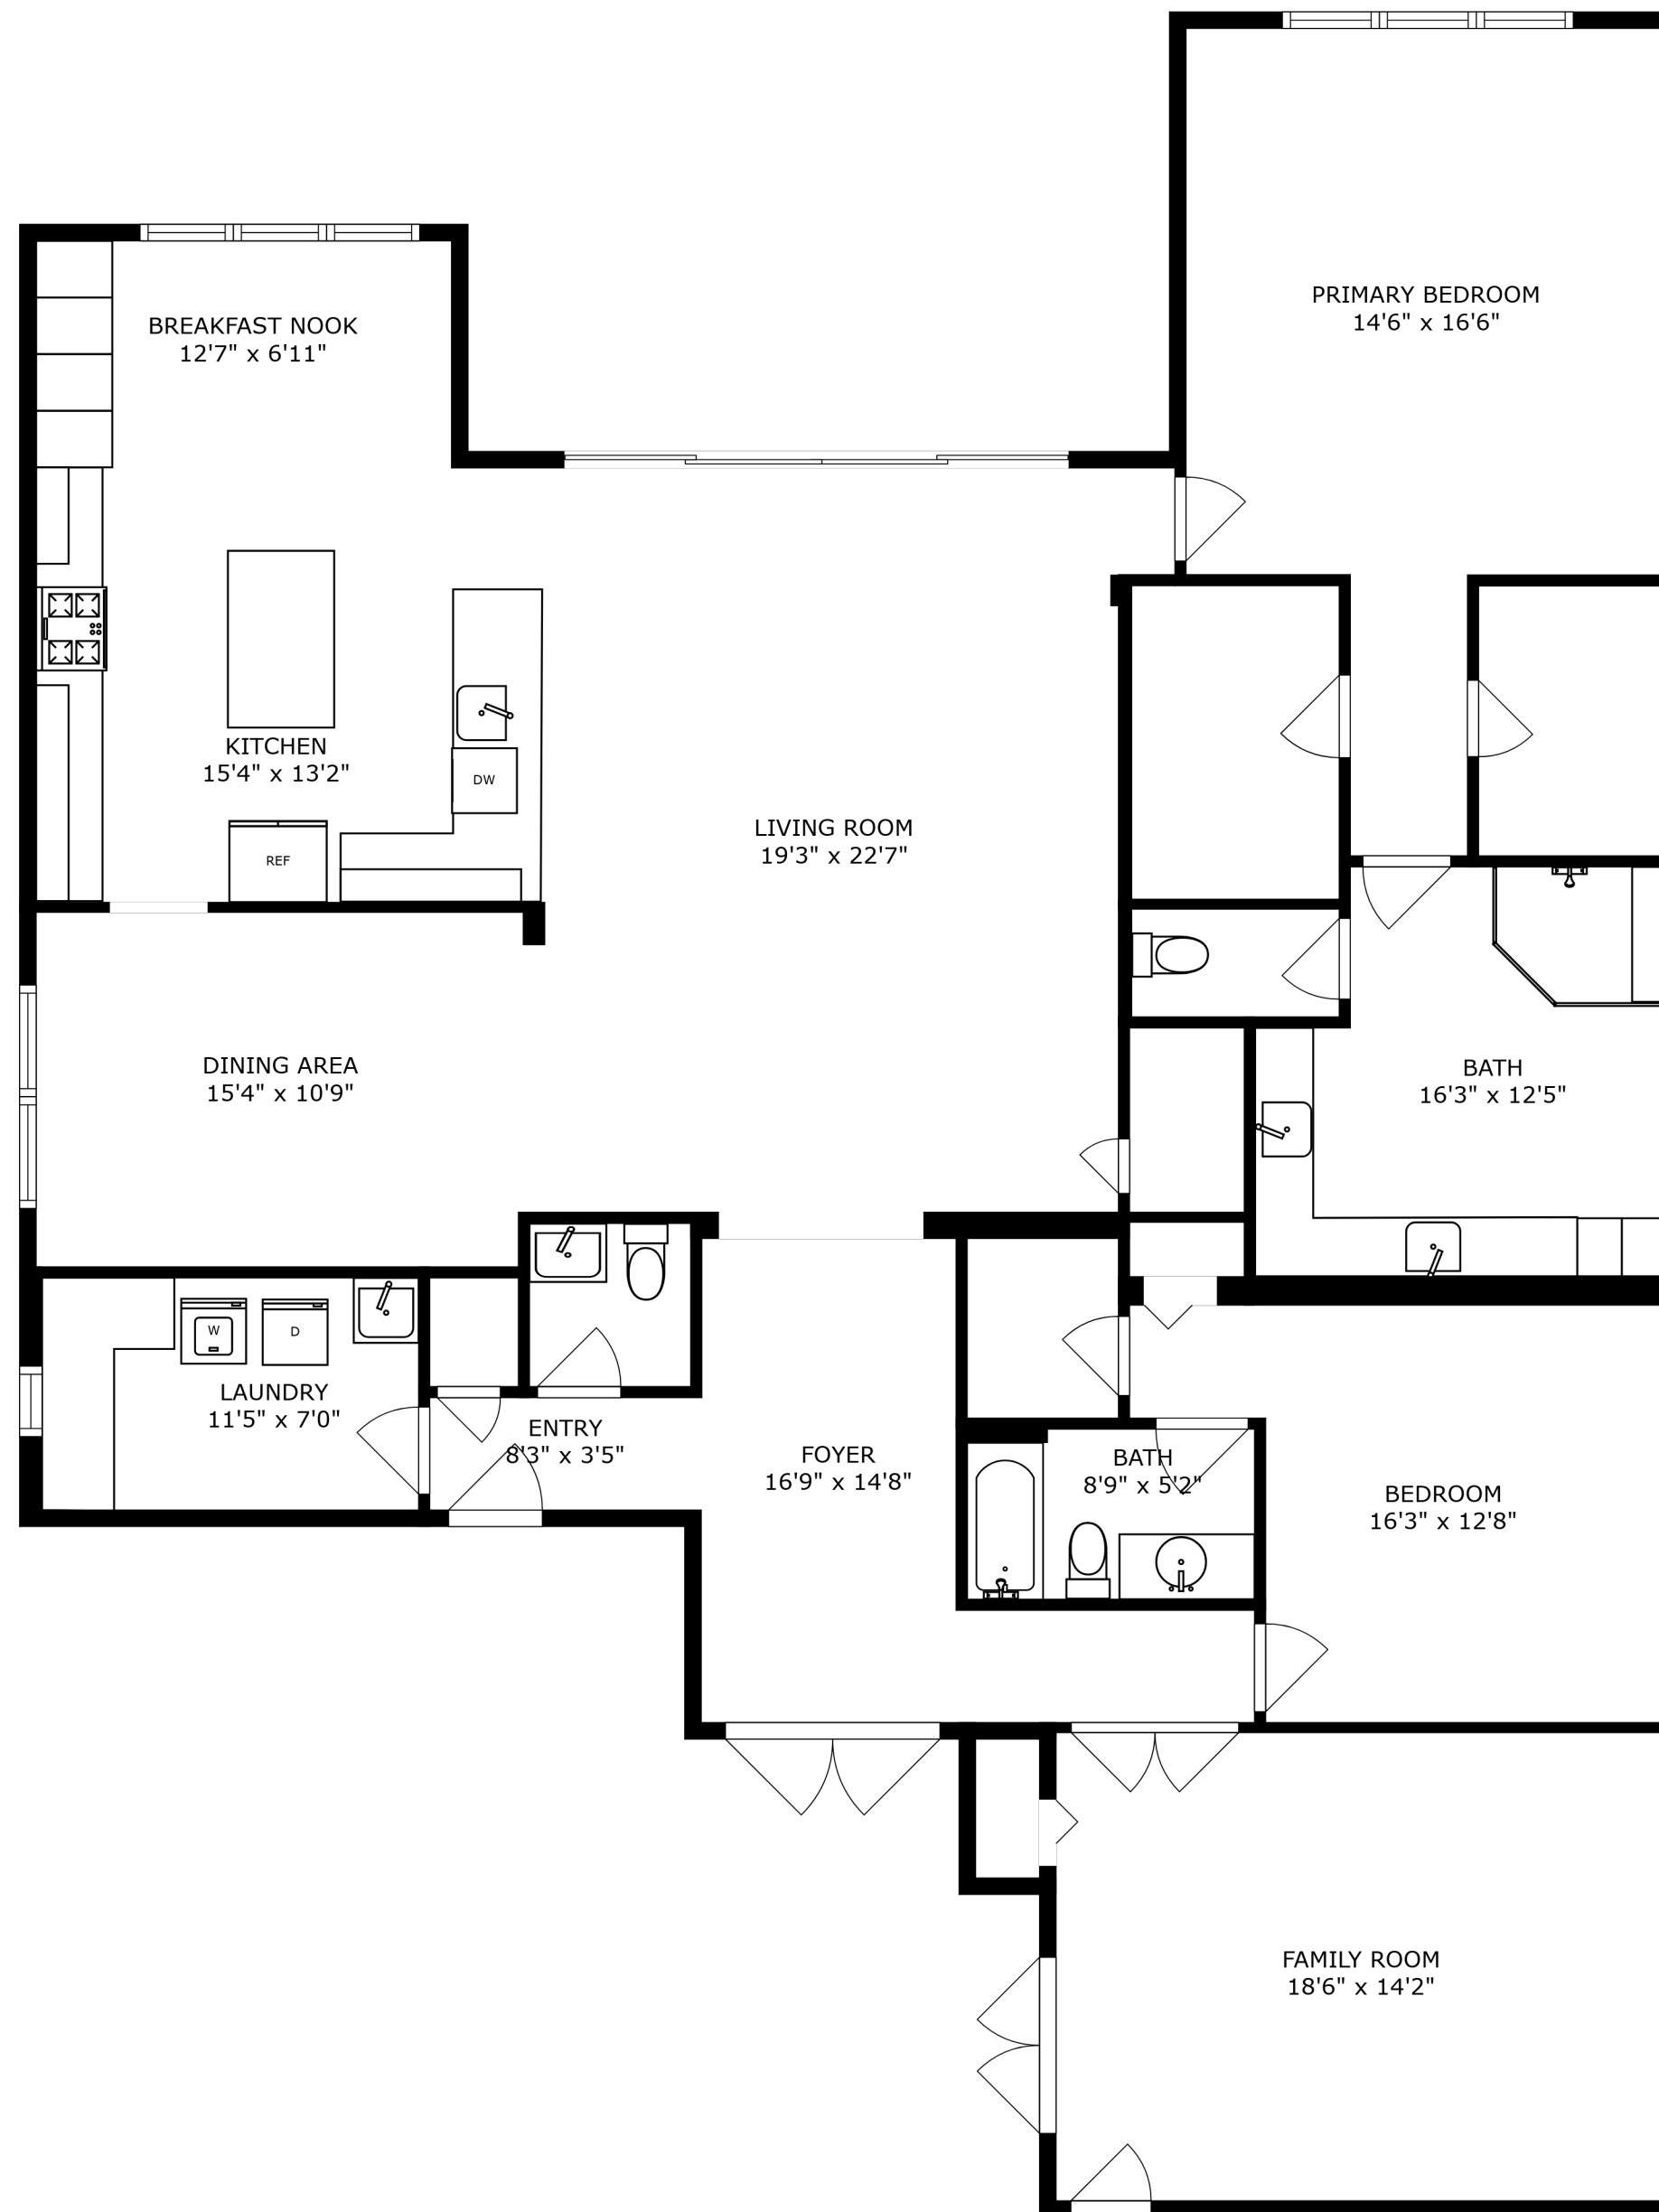 PRIMARY BEDROOM
14'6" x 16'6"
BREAKFAST NOOK
12'7" x 6'11"
KITCHEN
15'4" x 13'2"
DW
REF
LIVING ROOM
19'3" x 22'7"
DINING AREA
15'4" x 10'9"
BATH
16'3" x 12'5"
W
D
LAUNDRY
11'5" x 7'0"
ENTRY
8'3" x 3'5"
FOYER
16'9" x 14'8"
BATH
8'9" x 5'2"
BEDROOM
16'3" x 12'8"
FAMILY ROOM
18'6" x 14'2"